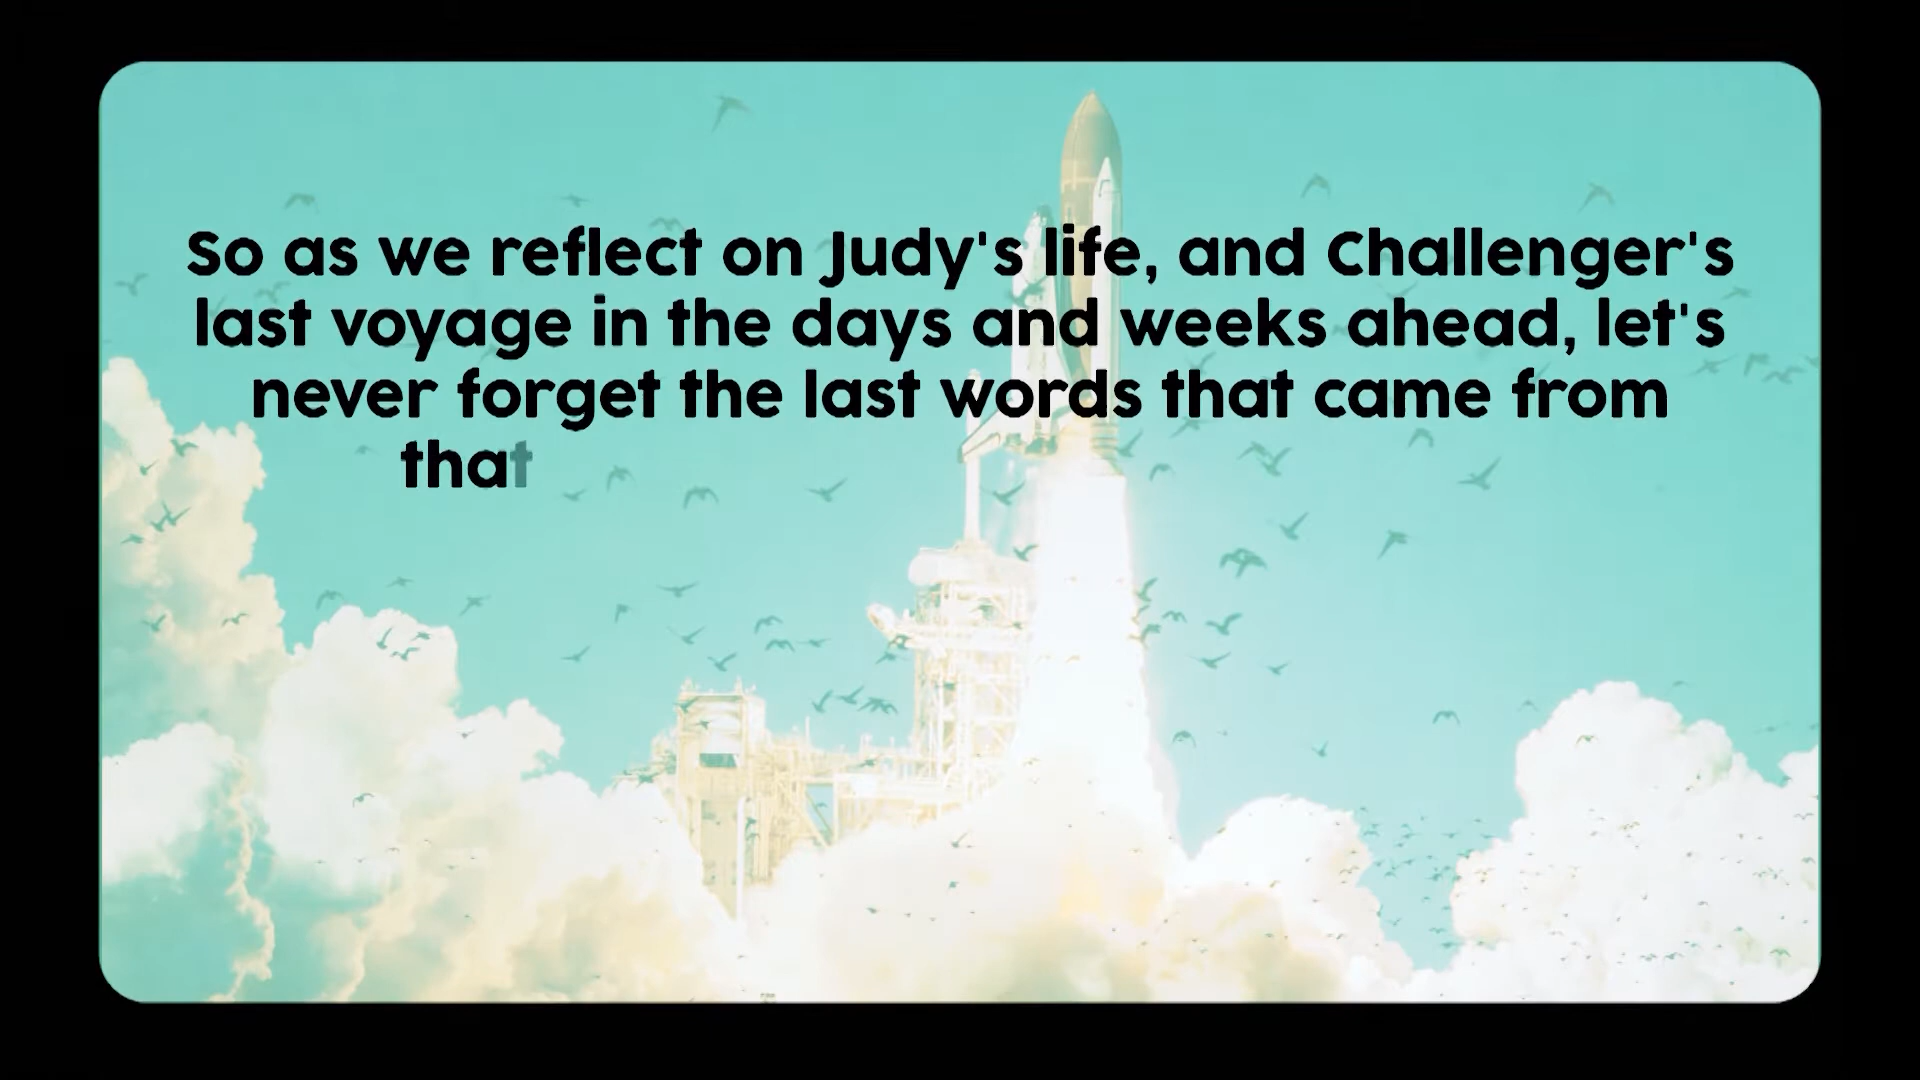 So as we reflect on Judy's life, and Challenger's
last voyage in the days and weeks ahead, let's
never forget the last words that came from
that